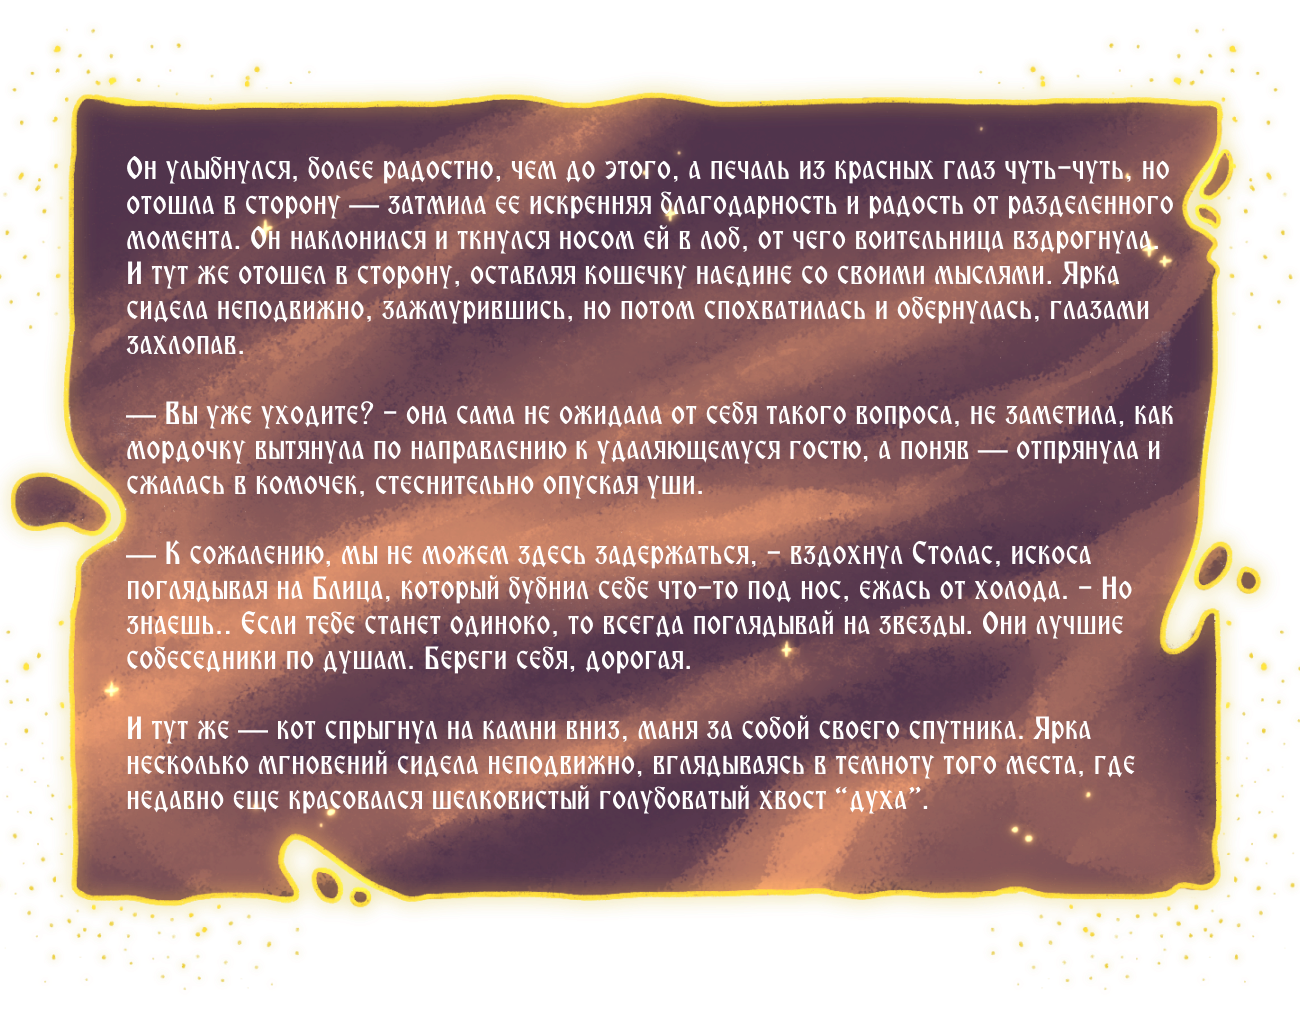 Он улыбнулся, более радостно, чем до этого, а печаль из красных глаз чуть-чуть, но
отошла в сторону — затмила ее искренняя благодарность и радость от разделенного
момента. Он наклонился и ткнулся носом ей в лоб, от чего воительница вздрогнула.
И тут же отошел в сторону, оставляя кошечку наедине со своими мыслями. Ярка
сидела неподвижно, зажмурившись, но потом спохватилась и обернулась, глазами
захлопав.
— Вы уже уходите? - она сама не ожидала от себя такого вопроса, не заметила, как
мордочку вытянула по направлению к удаляющемуся гостю, а поняв — отпрянула и
сжалась в комочек, стеснительно опуская уши.
— К сожалению, мы не можем здесь задержаться, - вздохнул Столас, искоса
поглядывая на Блица, который бубнил себе что-то под нос, ежась от холода. - Но
знаешь.. Если тебе станет одиноко, то всегда поглядывай на звезды. Они лучшие
собеседники по душам. Береги себя, дорогая.
И тут же — кот спрыгнул на камни вниз, маня за собой своего спутника. Ярка
несколько мгновений сидела неподвижно, вглядываясь в темноту того места, где
недавно еще красовался шелковистый голубоватый хвост “духа”.